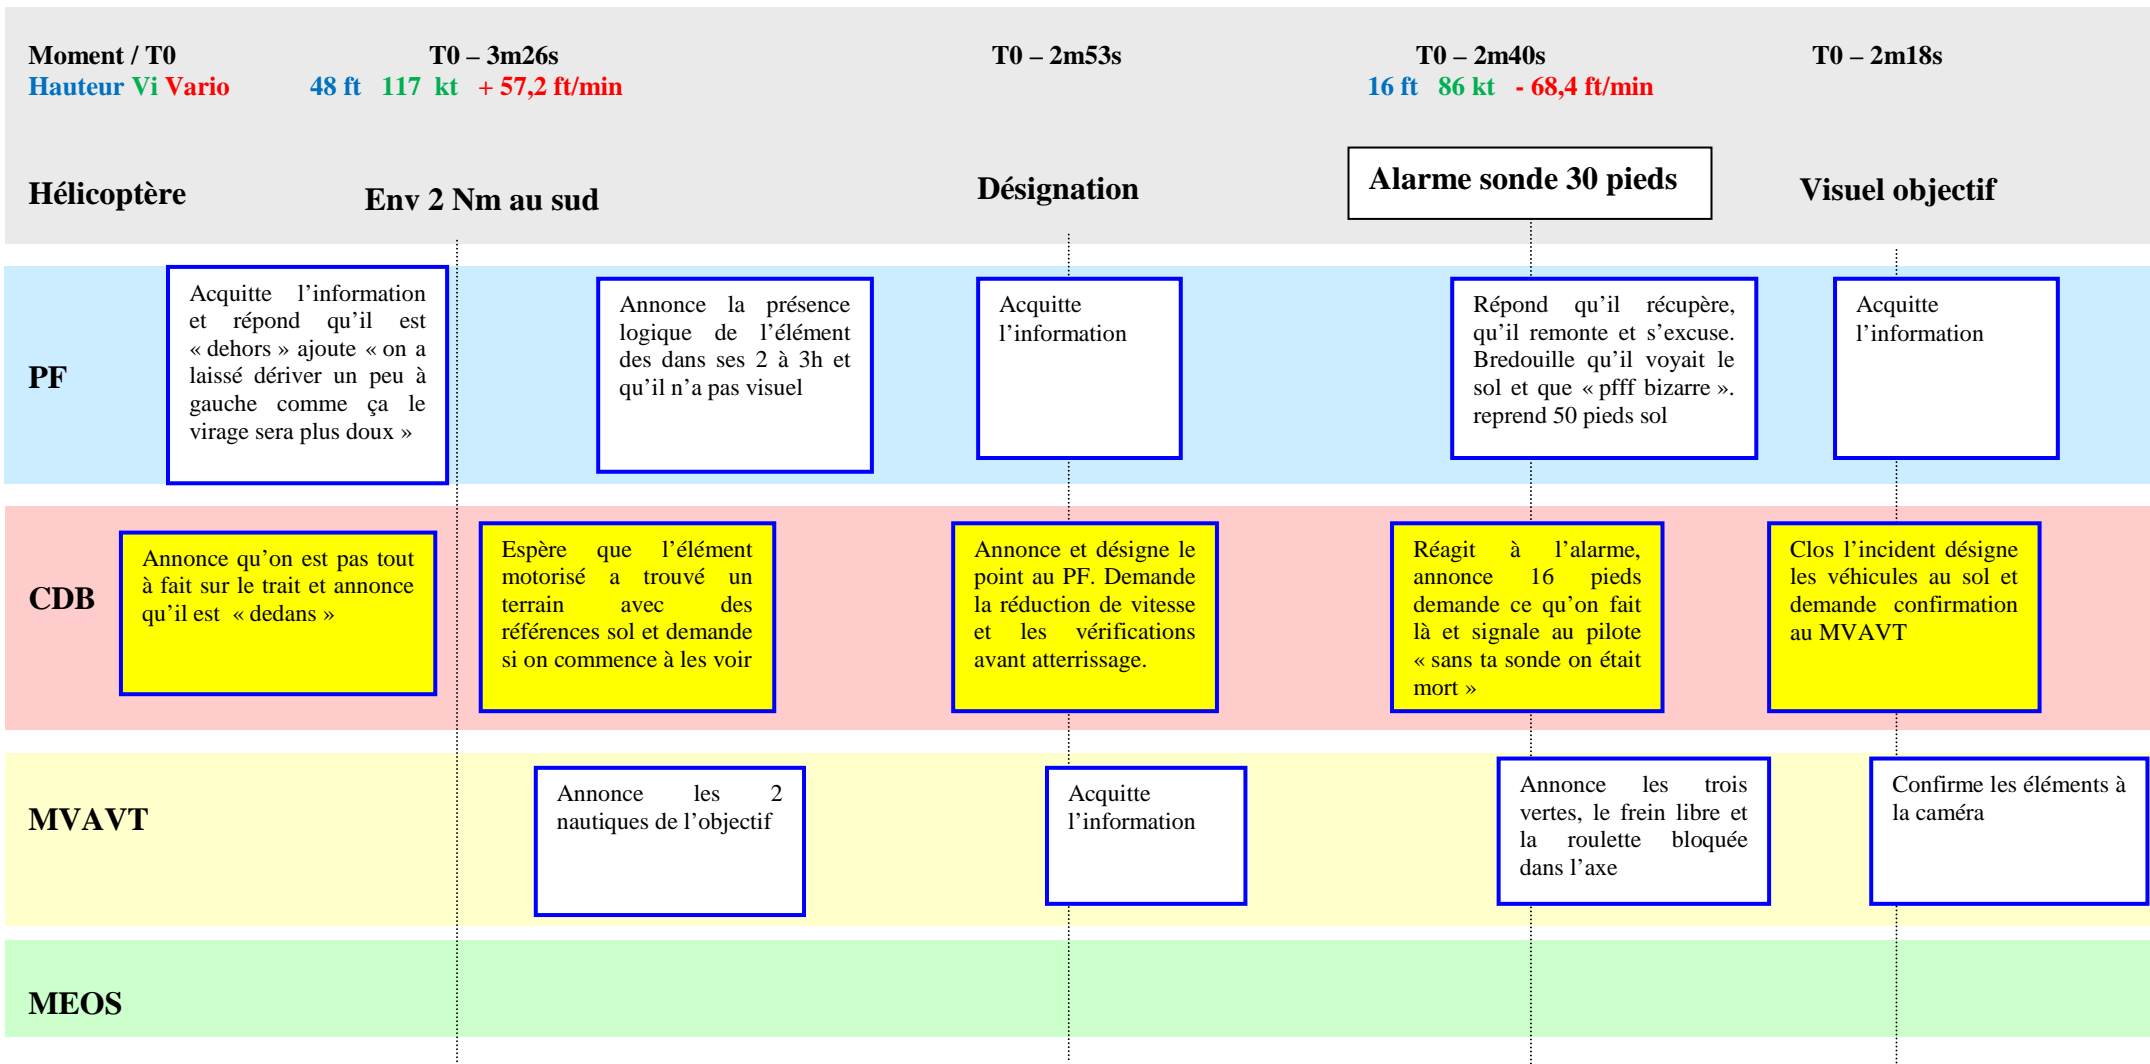 Moment / T0
T0 – 3m26s
T0 – 2m53s
T0 – 2m40s
T0 – 2m18s
Hauteur Vi Vario
48 ft 117 kt + 57,2 ft/min
16 ft 86 kt - 68,4 ft/min
Hélicoptère
Env 2 Nm au sud
Désignation
Alarme sonde 30 pieds
Visuel objectif
PF
Acquitte l’information
et répond qu’il est
« dehors » ajoute « on a
laissé dériver un peu à
gauche comme ça le
virage sera plus doux »
Annonce la présence
logique de l’élément
des dans ses 2 à 3h et
qu’il n’a pas visuel
Acquitte
l’information
Répond qu’il récupère,
qu’il remonte et s’excuse.
Bredouille qu’il voyait le
sol et que « pfff bizarre ».
reprend 50 pieds sol
Acquitte
l’information
CDB
Annonce qu’on est pas tout
à fait sur le trait et annonce
qu’il est « dedans »
Espère que l’élément
motorisé a trouvé un
terrain avec des
références sol et demande
si on commence à les voir
Annonce et désigne le
point au PF. Demande
la réduction de vitesse
et les vérifications
avant atterrissage.
Réagit à l’alarme,
annonce 16 pieds
demande ce qu’on fait
là et signale au pilote
« sans ta sonde on était
mort »
Clos l’incident désigne
les véhicules au sol et
demande confirmation
au MVAVT
MVAVT
Annonce les 2
nautiques de l’objectif
Acquitte
l’information
Annonce les trois
vertes, le frein libre et
la roulette bloquée
dans l’axe
Confirme les éléments à
la caméra
MEOS